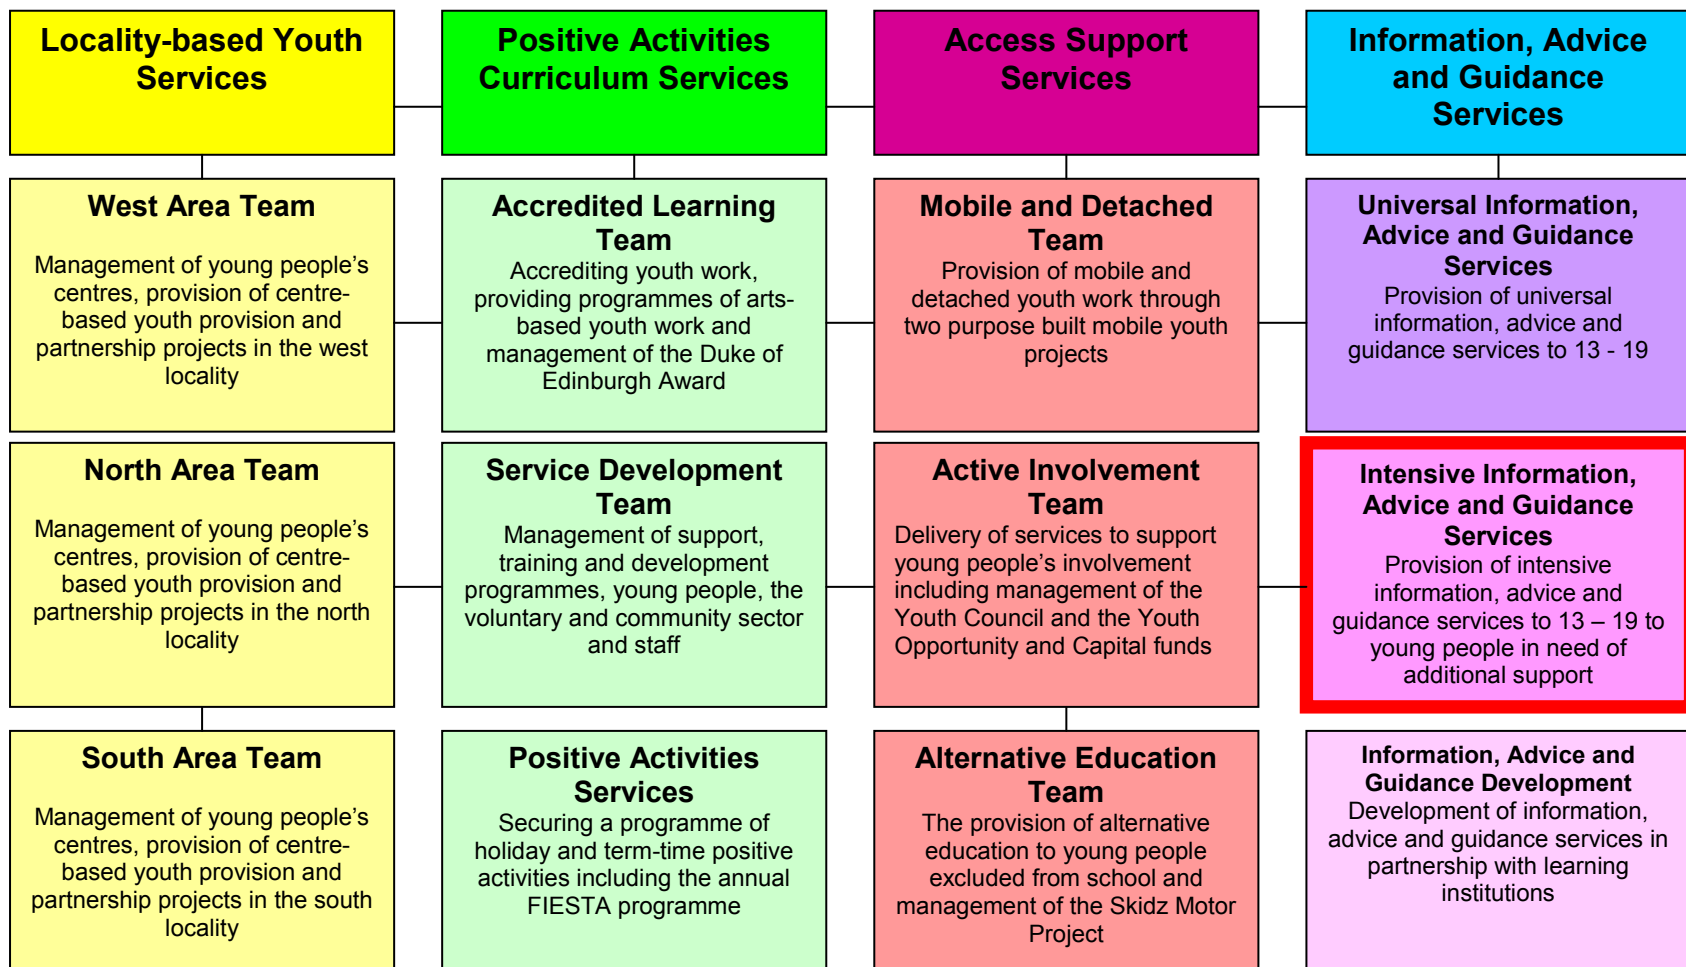 Locality-based Youth
Services
Positive Activities
Curriculum Services
Access Support
Services
Information, Advice
and Guidance
Services
West Area Team
Management of young people’s
centres, provision of centre-
based youth provision and
partnership projects in the west
locality
Accredited Learning
Team
Accrediting youth work,
providing programmes of arts-
based youth work and
management of the Duke of
Edinburgh Award
Mobile and Detached
Team
Provision of mobile and
detached youth work through
two purpose built mobile youth
projects
Universal Information,
Advice and Guidance
Services
Provision of universal
information, advice and
guidance services to 13 - 19
North Area Team
Management of young people’s
centres, provision of centre-
based youth provision and
partnership projects in the north
locality
Service Development
Team
Management of support,
training and development
programmes, young people, the
voluntary and community sector
and staff
Active Involvement
Team
Delivery of services to support
young people’s involvement
including management of the
Youth Council and the Youth
Opportunity and Capital funds
Intensive Information,
Advice and Guidance
Services
Provision of intensive
information, advice and
guidance services to 13 – 19 to
young people in need of
additional support
South Area Team
Management of young people’s
centres, provision of centre-
based youth provision and
partnership projects in the south
locality
Positive Activities
Services
Securing a programme of
holiday and term-time positive
activities including the annual
FIESTA programme
Alternative Education
Team
The provision of alternative
education to young people
excluded from school and
management of the Skidz Motor
Project
Information, Advice and
Guidance Development
Development of information,
advice and guidance services in
partnership with learning
institutions